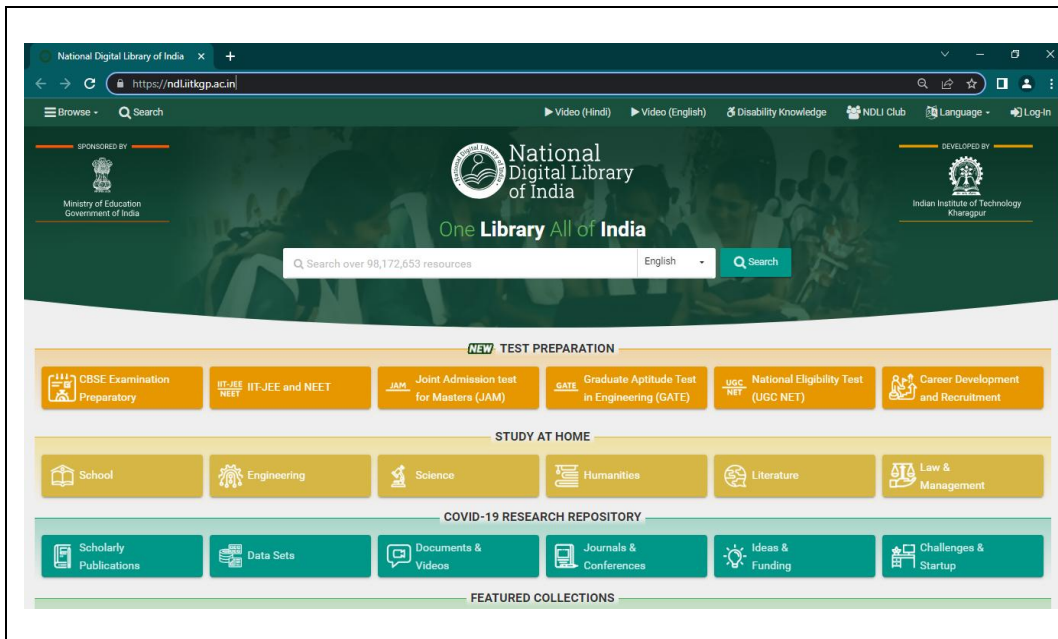 National Digital Library of India
https://ndl.iitkgp.ac.in
Browse
Search
Video (Hindi)
Video (English)
Disability Knowledge
NDLI Club
Language
Log-In
SPONSORED BY
Ministry of Education
Government of India
National
Digital Library
of India
DEVELOPED BY
Indian Institute of Technology
Kharagpur
One Library All of India
Search over 98,172,653 resources
English
Search
NEW TEST PREPARATION
CBSE Examination
Preparatory
IIT-JEE
NEET
IIT-JEE and NEET
JAM
Joint Admission test
for Masters (JAM)
GATE
Graduate Aptitude Test
in Engineering (GATE)
UGC
NET
National Eligibility Test
(UGC NET)
Career Development
and Recruitment
STUDY AT HOME
School
Engineering
Science
Humanities
Literature
Law &
Management
COVID-19 RESEARCH REPOSITORY
Scholarly
Publications
Data Sets
Documents &
Videos
Journals &
Conferences
Ideas &
Funding
Challenges &
Startup
FEATURED COLLECTIONS